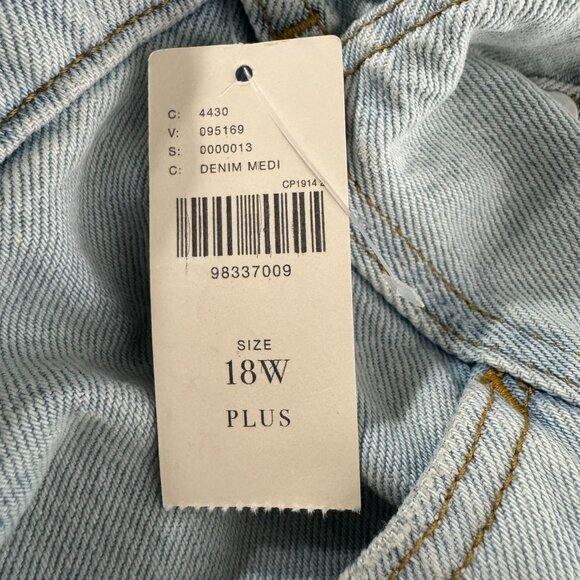 C: 4430
V: 095169
S: 0000013
C: DENIM MEDI
CP1914
98337009
SIZE
18W
PLUS